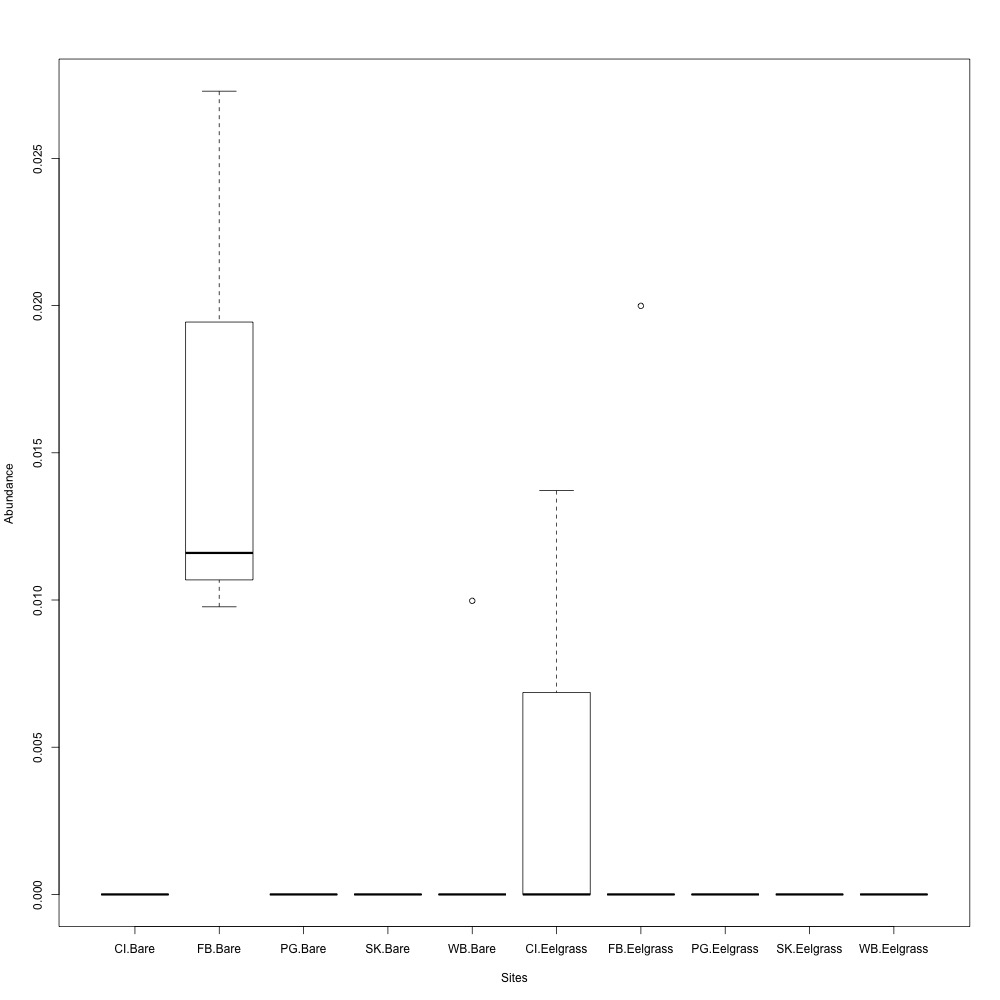 Abundance
0.025
0.020
0.015
0.010
0.005
0.000
CI.Bare FB.Bare PG.Bare SK.Bare WB.Bare CI.Eelgrass FB.Eelgrass PG.Eelgrass SK.Eelgrass WB.Eelgrass
Sites